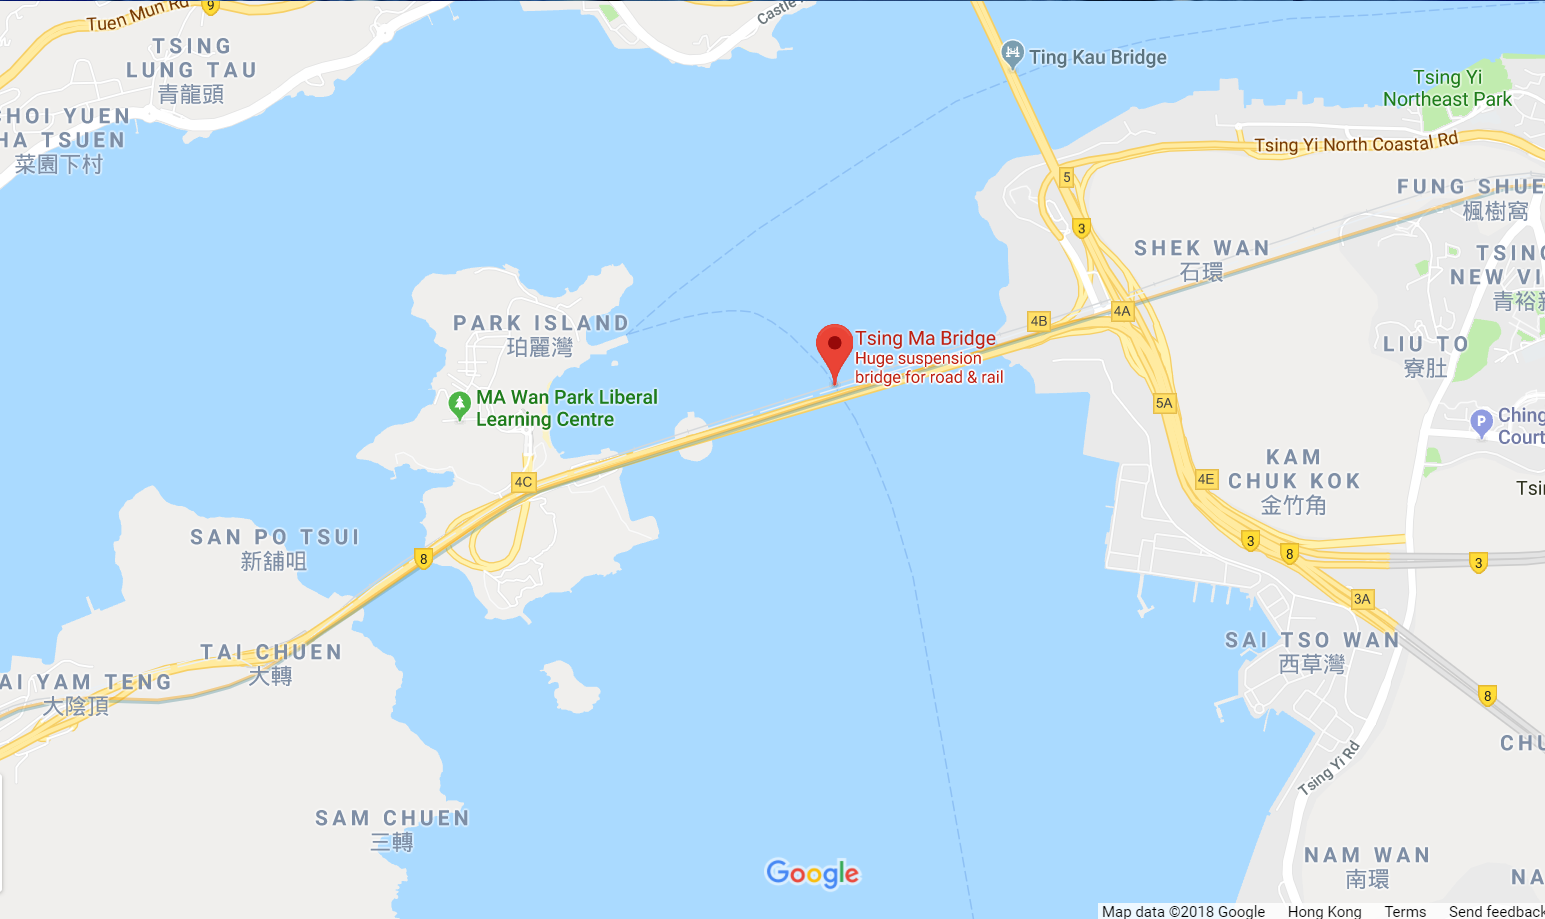 Tuen Mun Rd
9
Castle
TSING
LUNG TAU
青龍頭
Ting Kau Bridge
Tsing Yi
Northeast Park
CHOI YUEN
HA TSUEN
菜園下村
Tsing Yi North Coastal Rd
5
FUNG SHUE
楓樹窩
3
SHEK WAN
石環
TSING
NEW VI
青裕新
4A
4B
PARK ISLAND
珀麗灣
Tsing Ma Bridge
Huge suspension
bridge for road & rail
LIU TO
寮肚
MA Wan Park Liberal
Learning Centre
5A
P
Ching
Court
KAM
CHUK KOK
金竹角
4E
4C
Tsi
SAN PO TSUI
新舖咀
8
3
8
3
3A
TAI CHUEN
大轉
SAI TSO WAN
西草灣
AI YAM TENG
大陰頂
8
CHU
Tsing Yi Rd
SAM CHUEN
三轉
NAM WAN
南環
NA
Google
Map data ©2018 Google Hong Kong Terms Send feedback